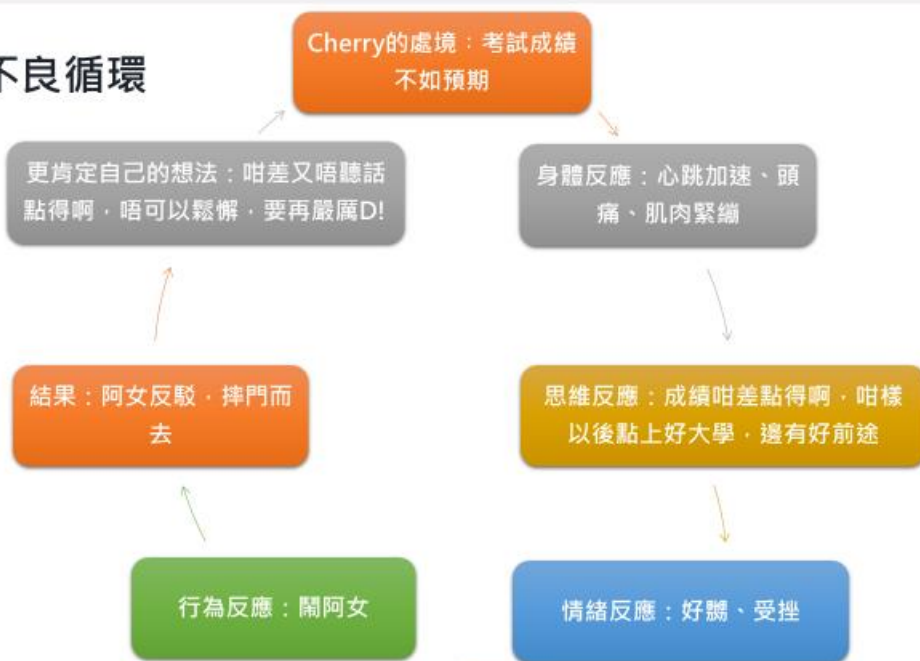 不良循環
Cherry的處境：考試成績
不如預期
身體反應：心跳加速、頭
痛、肌肉緊繃
思維反應：成績咁差點得啊，咁樣
以後點上好大學，邊有好前途
情緒反應：好嬲、受挫
行為反應：鬧阿女
結果：阿女反駁，摔門而
去
更肯定自己的想法：咁差又唔聽話
點得啊，唔可以鬆懈，要再嚴厲D!